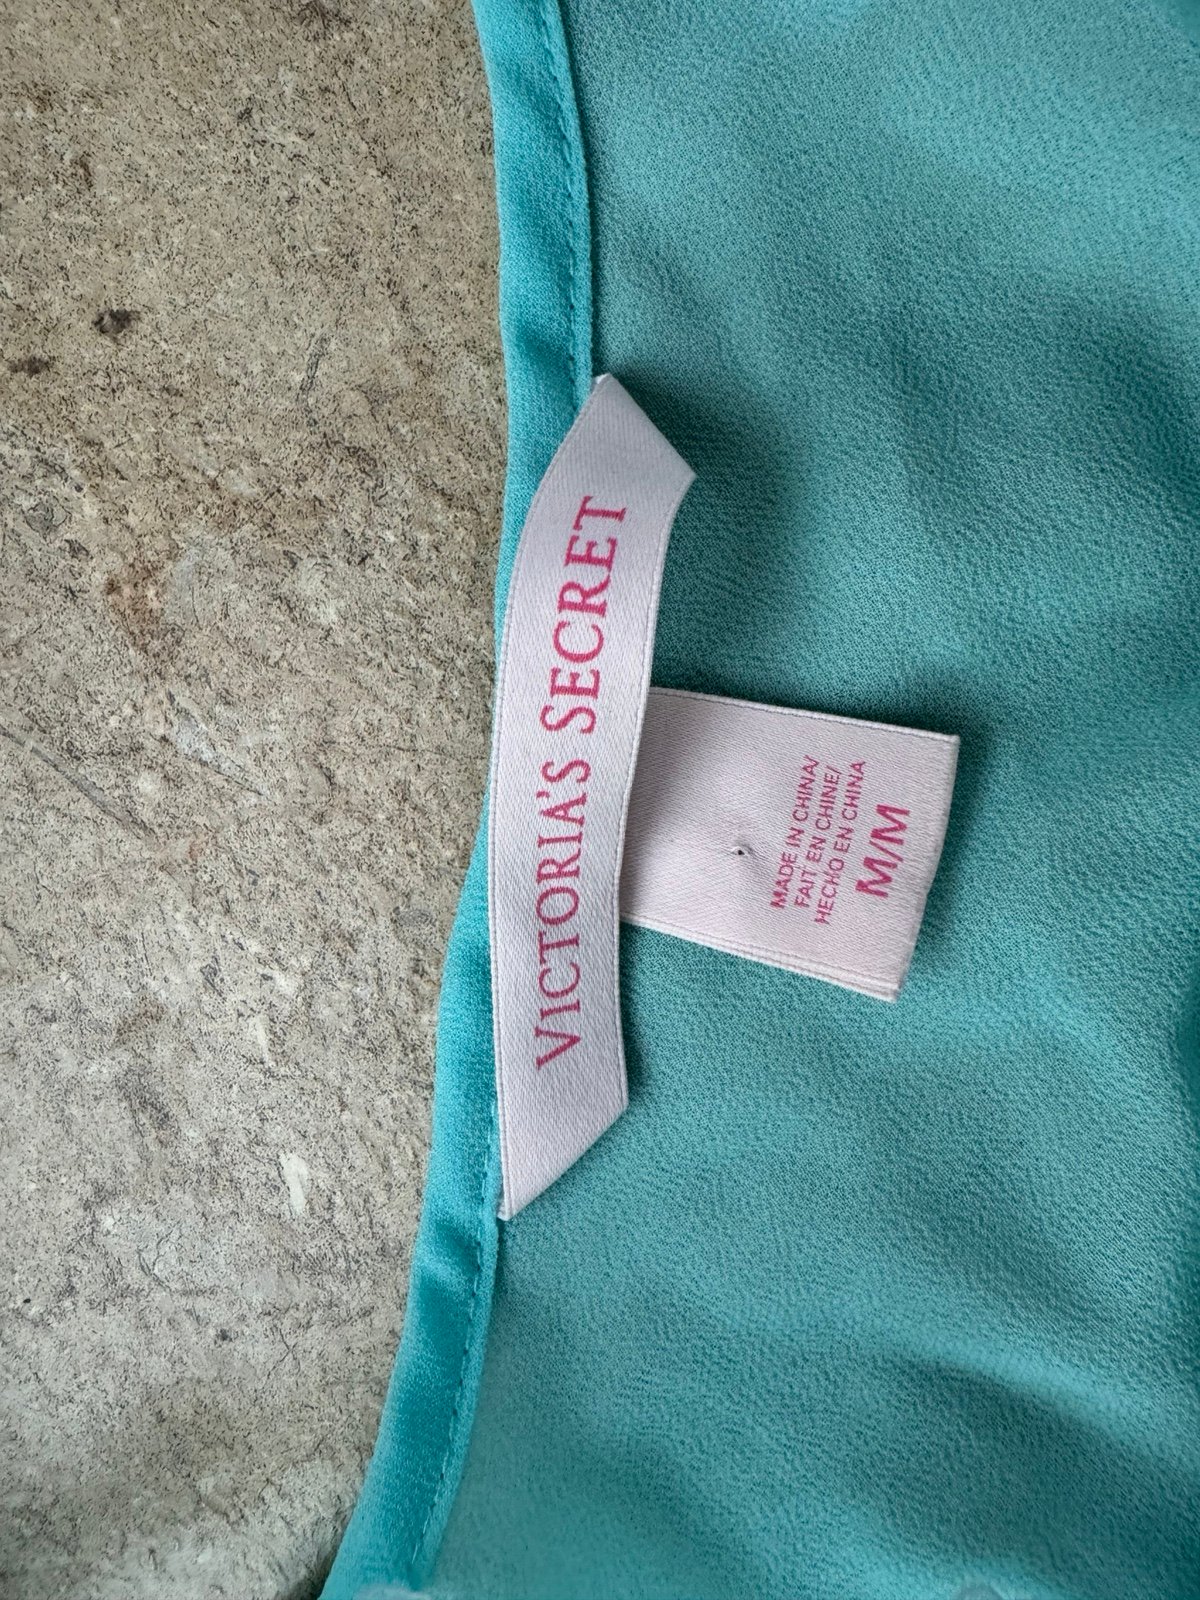 VICTORIA'S SECRET
MADE IN CHINA/
FAIT EN CHINE/
HECHO EN CHINA
M/M